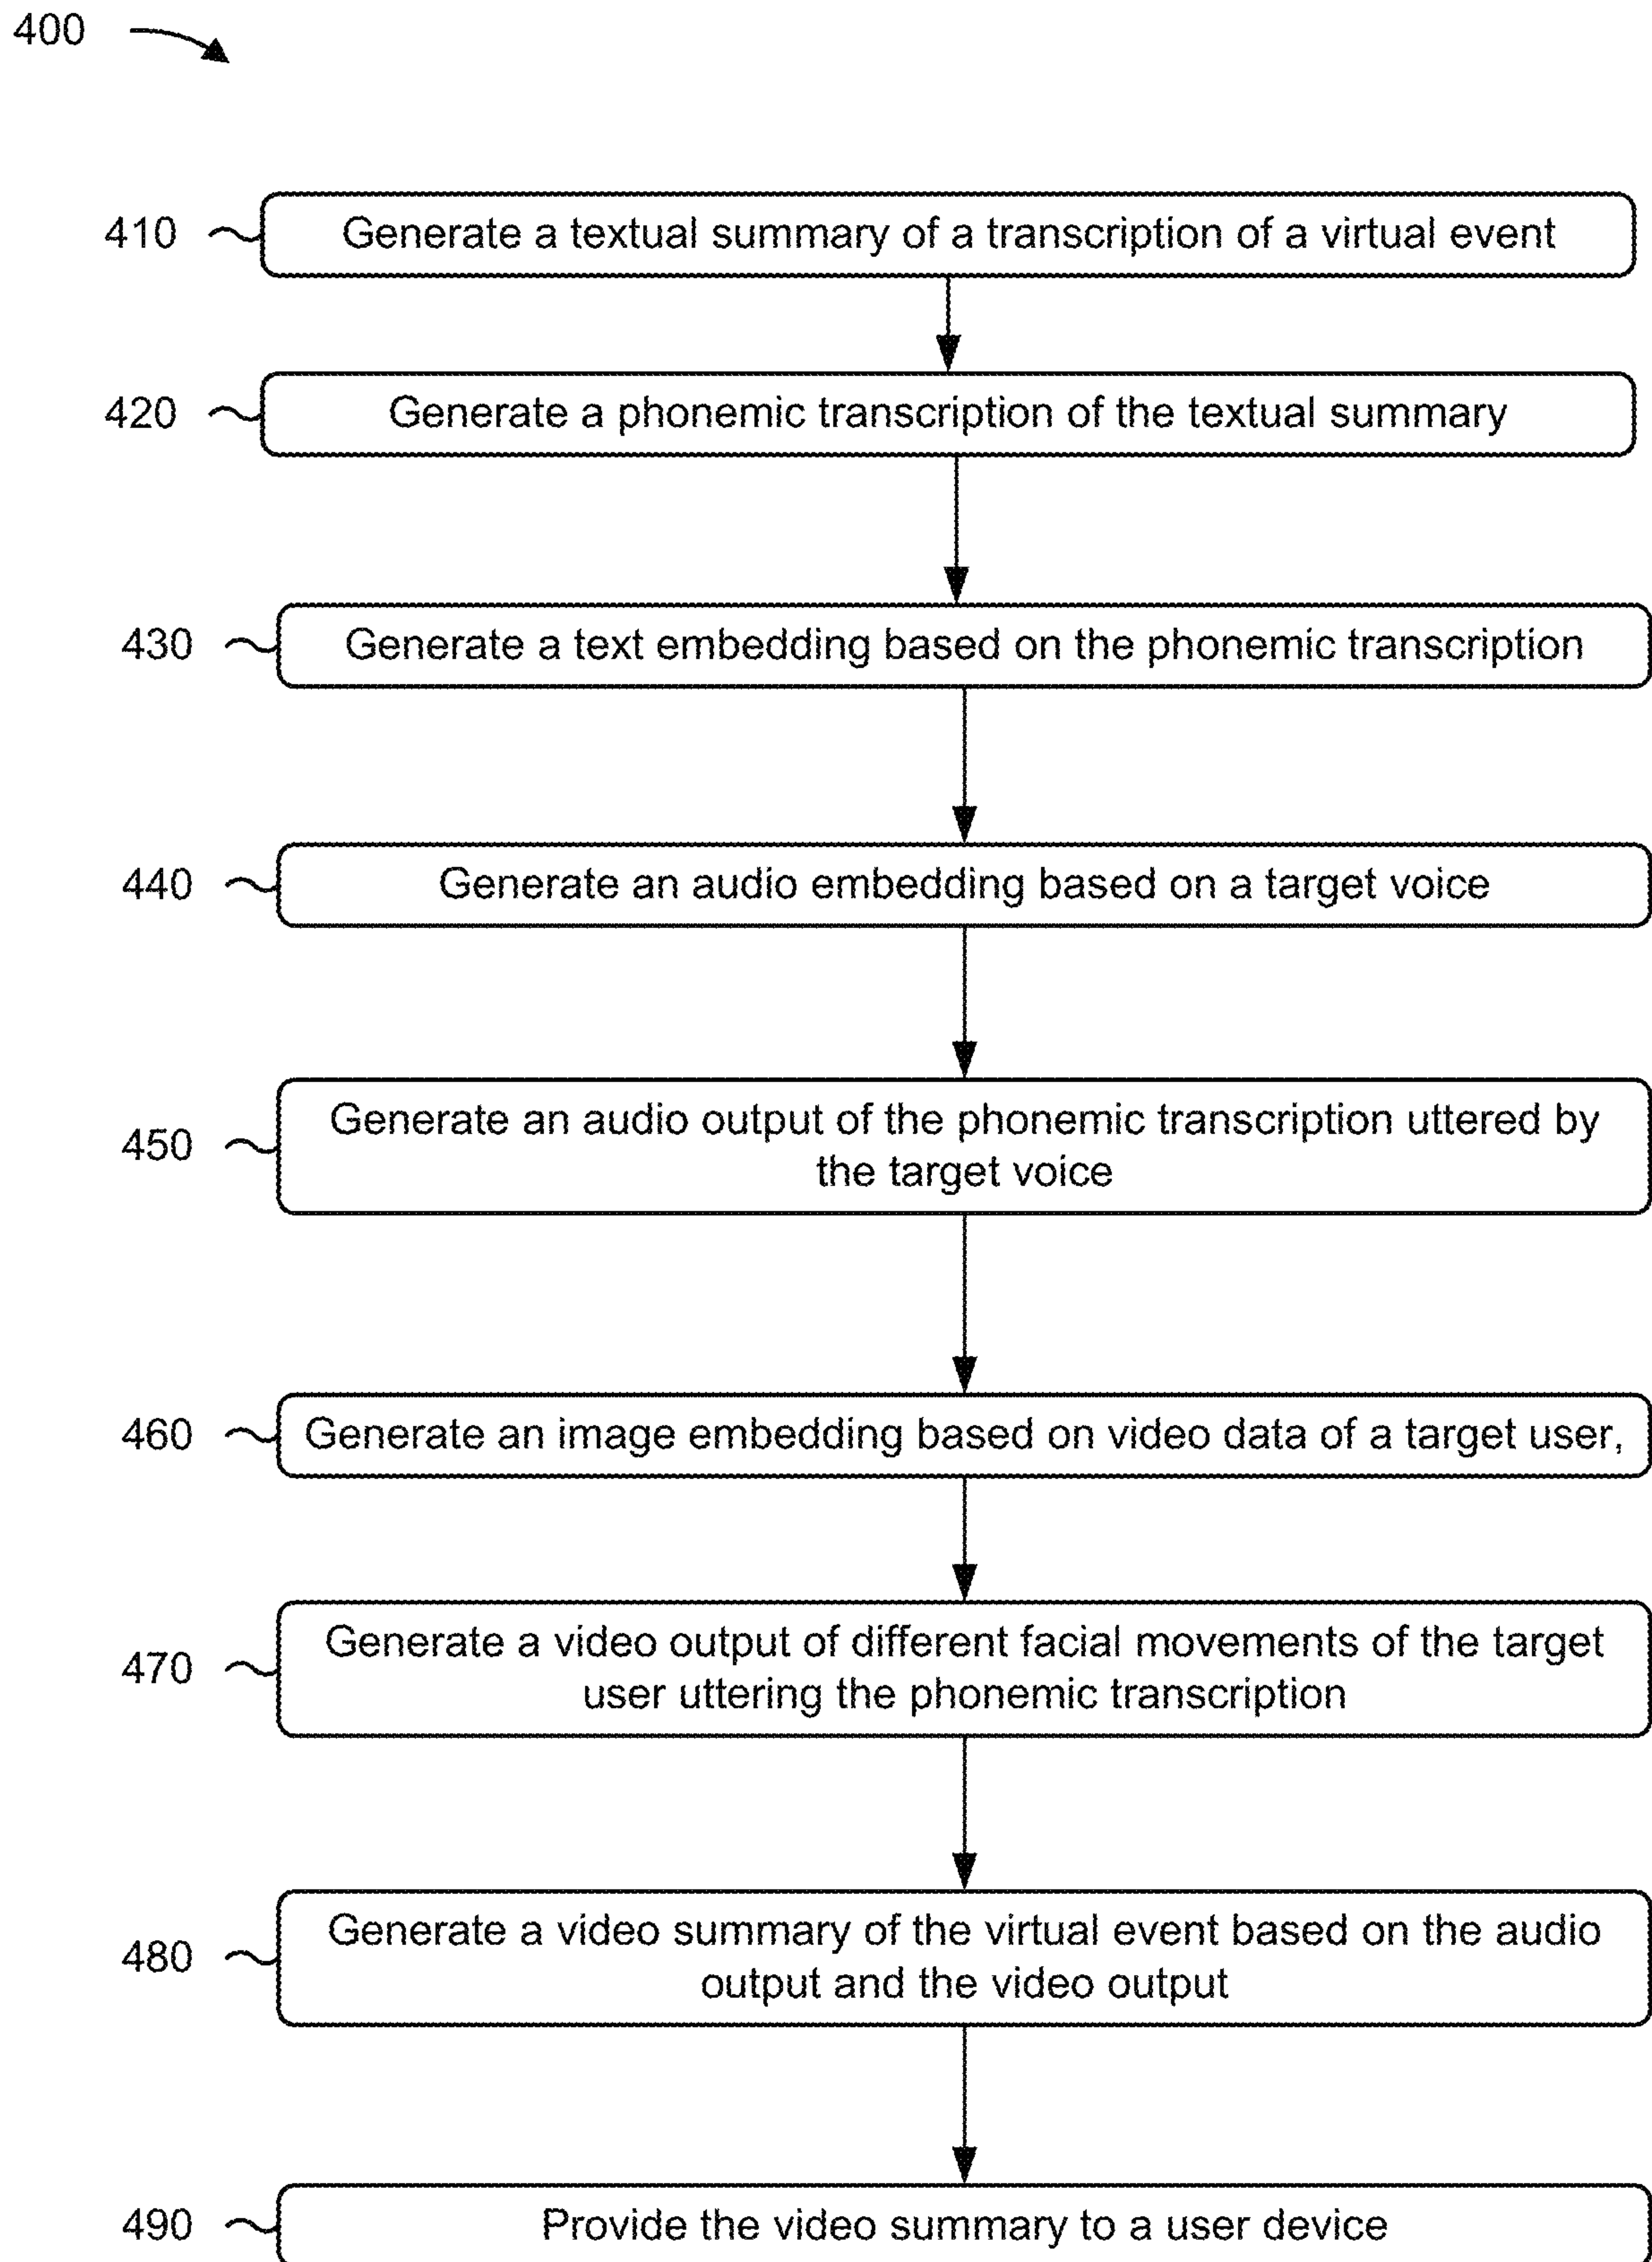 400
410 Generate a textual summary of a transcription of a virtual event
420 Generate a phonemic transcription of the textual summary
430 Generate a text embedding based on the phonemic transcription
440 Generate an audio embedding based on a target voice
450 Generate an audio output of the phonemic transcription uttered by
the target voice
460 Generate an image embedding based on video data of a target user,
470 Generate a video output of different facial movements of the target
user uttering the phonemic transcription
480 Generate a video summary of the virtual event based on the audio
output and the video output
490 Provide the video summary to a user device